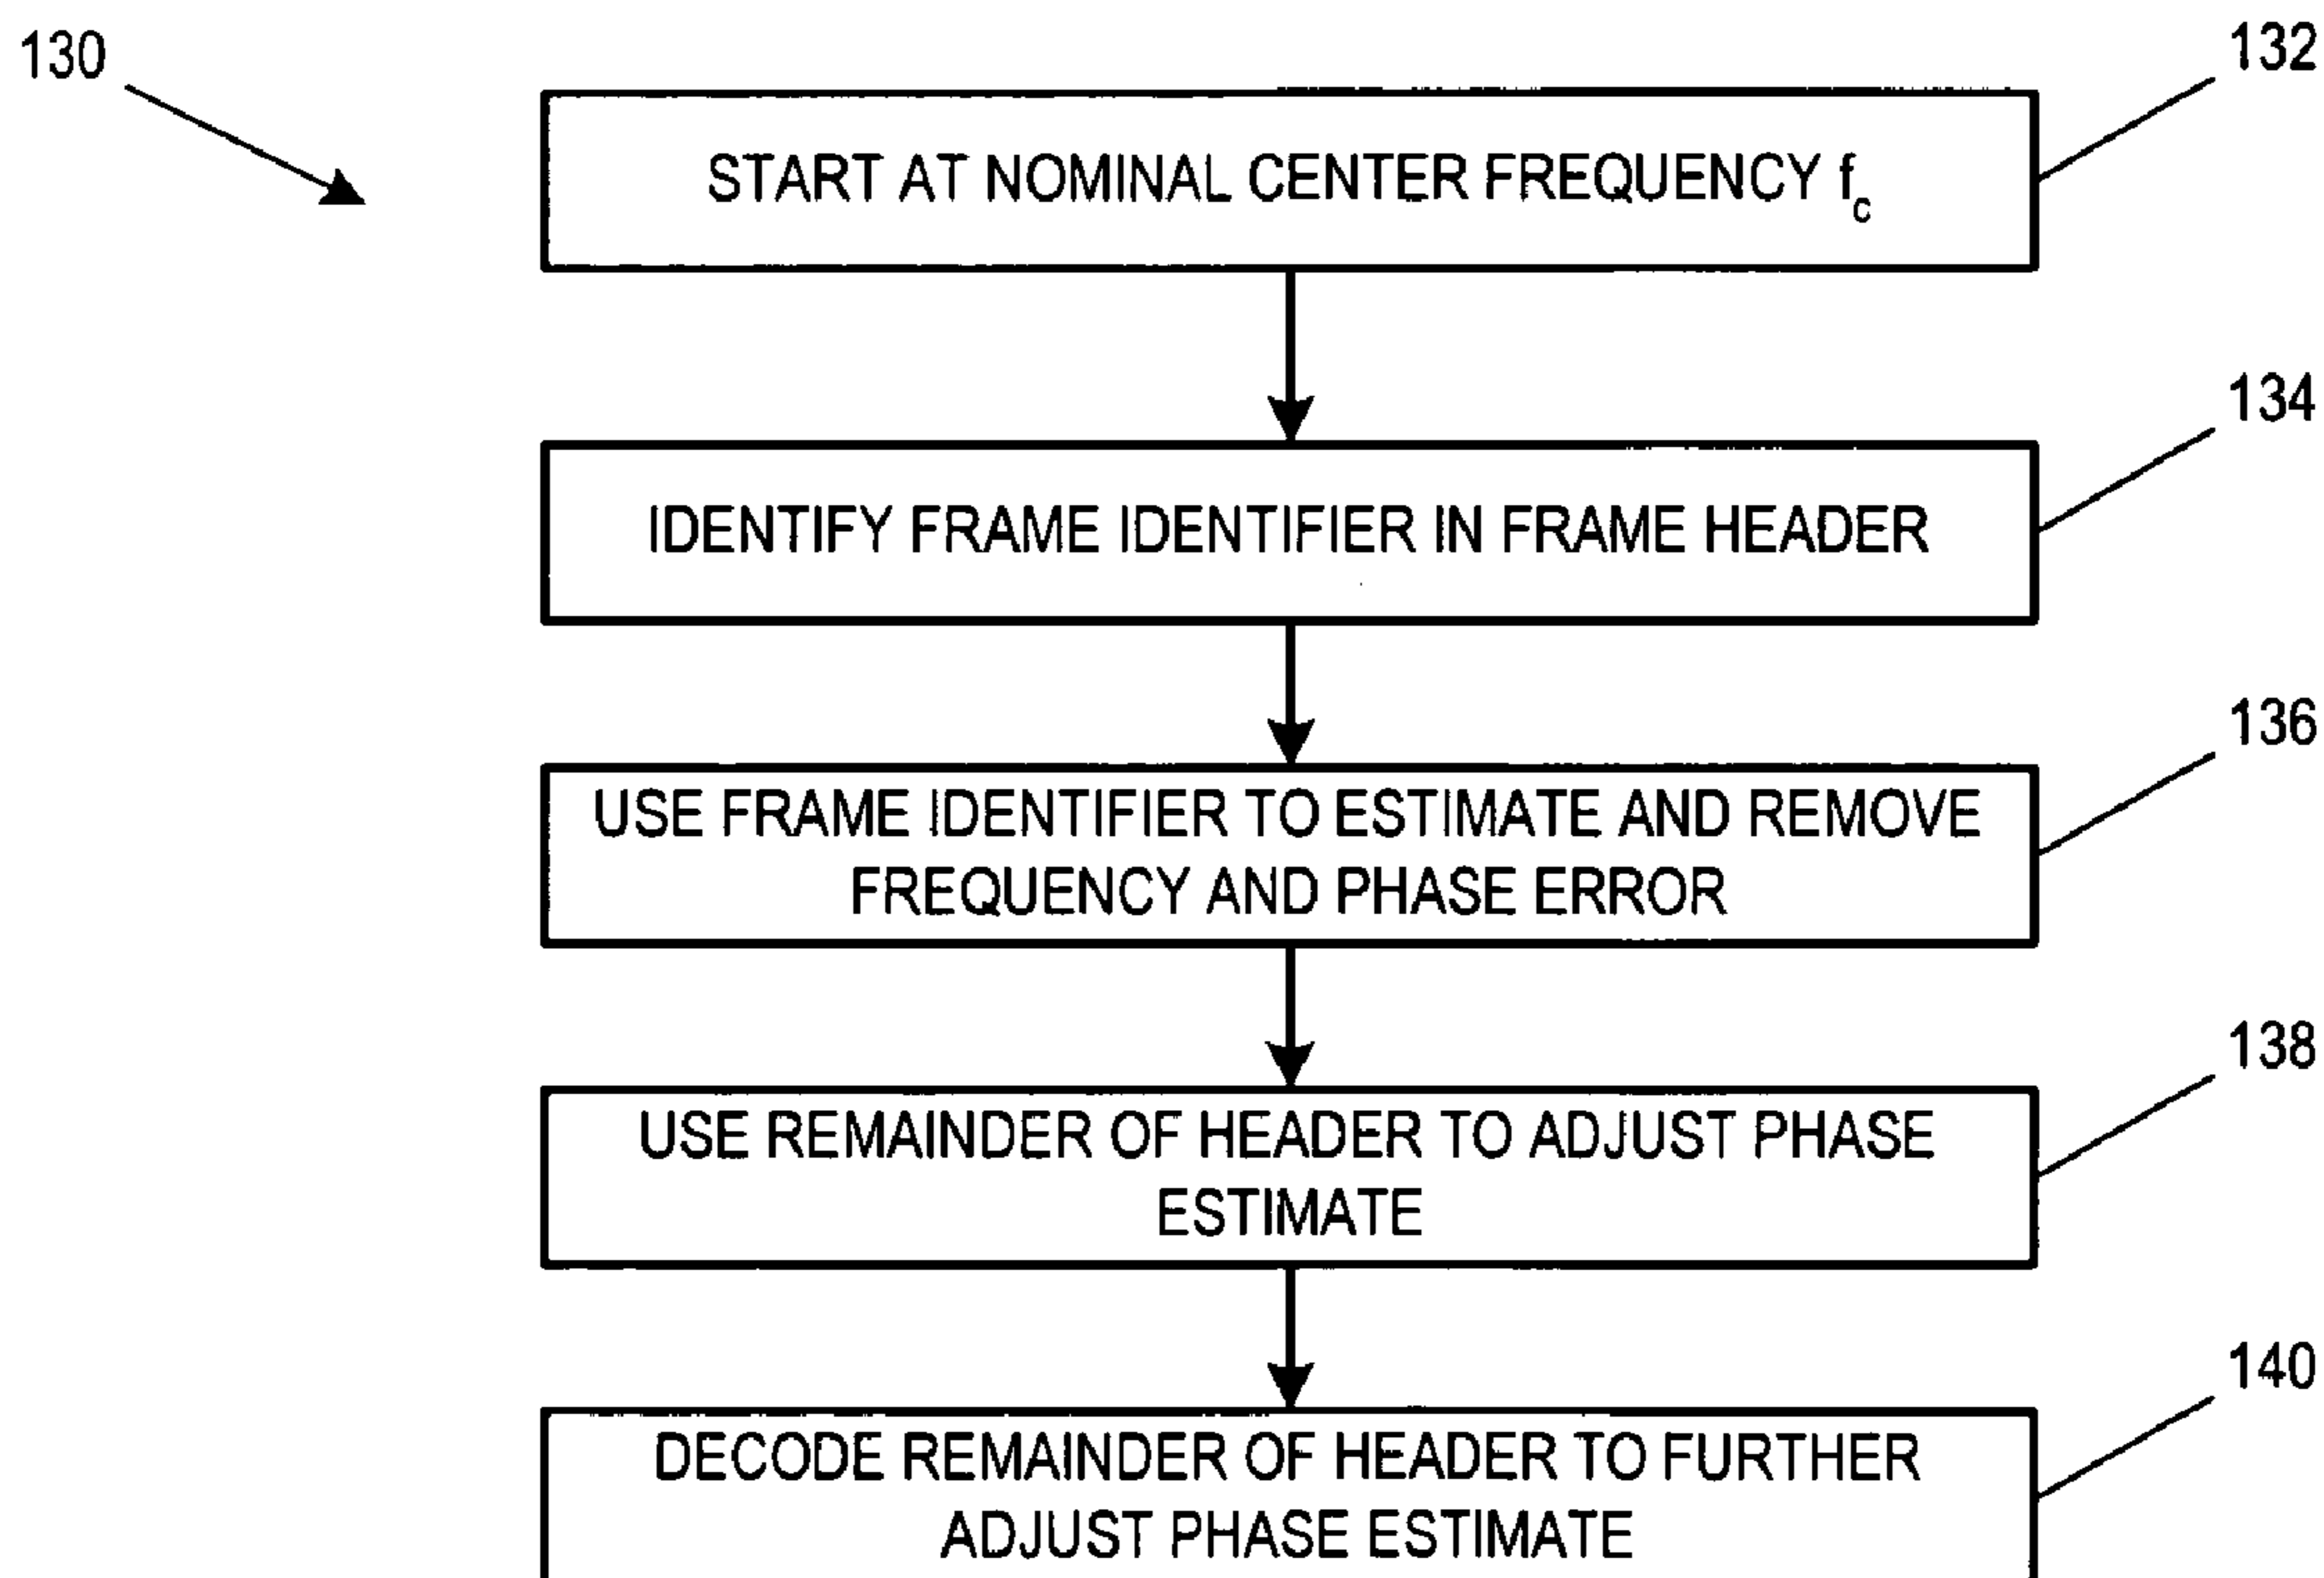 130
132
START AT NOMINAL CENTER FREQUENCY fc
134
IDENTIFY FRAME IDENTIFIER IN FRAME HEADER
136
USE FRAME IDENTIFIER TO ESTIMATE AND REMOVE
FREQUENCY AND PHASE ERROR
138
USE REMAINDER OF HEADER TO ADJUST PHASE
ESTIMATE
140
DECODE REMAINDER OF HEADER TO FURTHER
ADJUST PHASE ESTIMATE